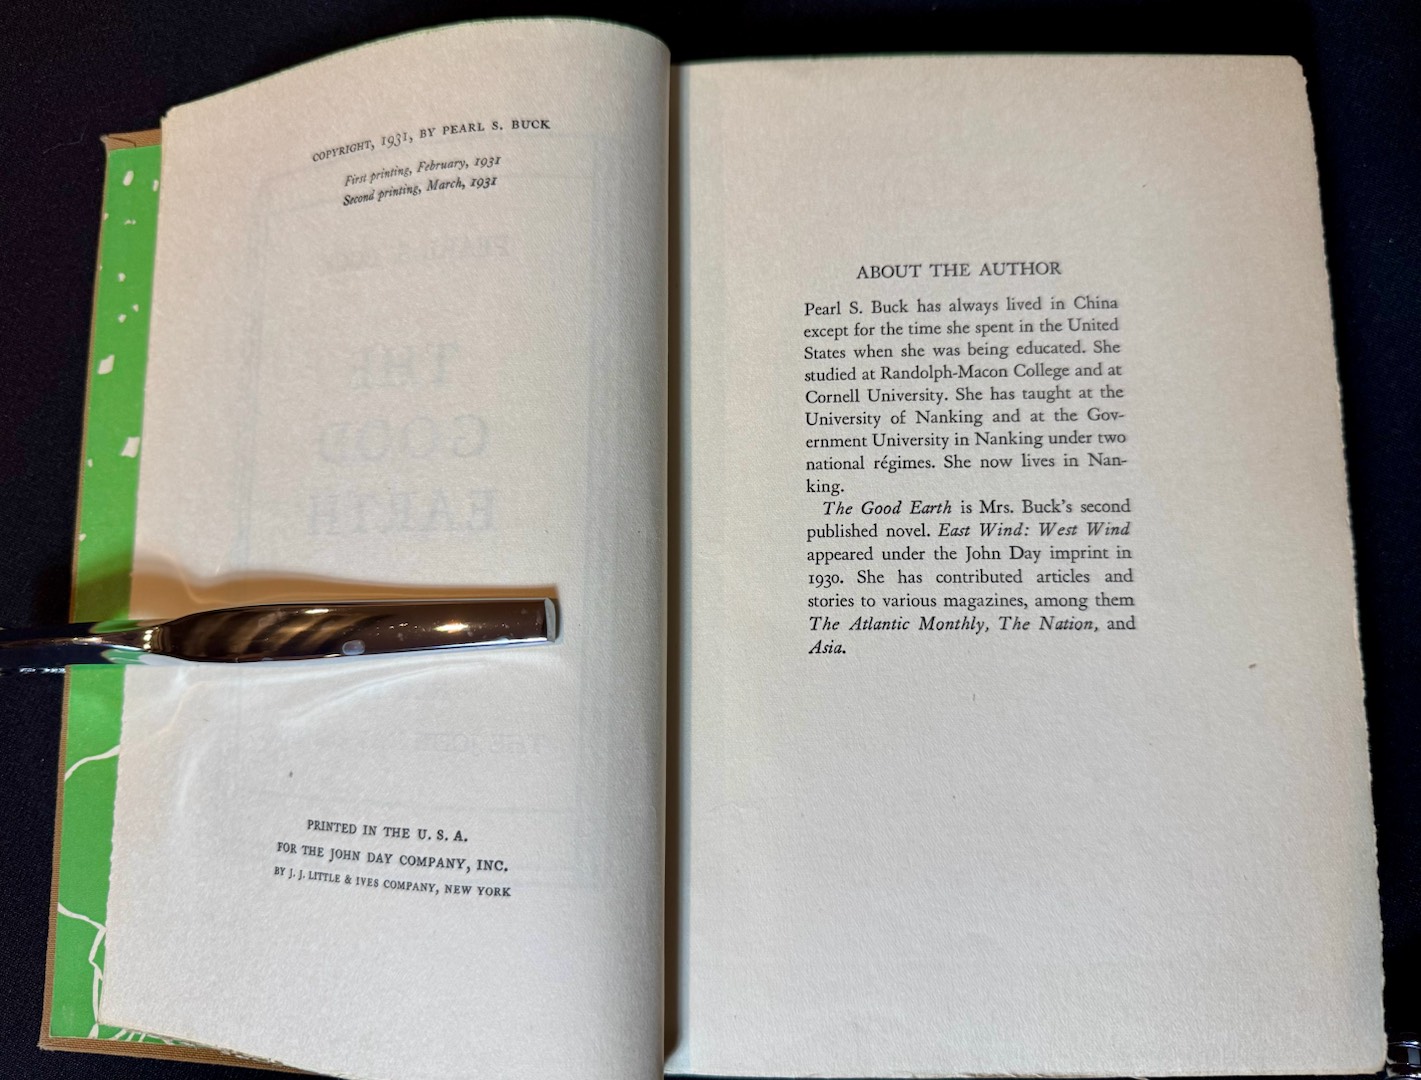 COPYRIGHT, 1931, BY PEARL S. BUCK
First printing, February, 1931
Second printing, March, 1931
PRINTED IN THE U. S. A.
FOR THE JOHN DAY COMPANY, INC.
BY J. J. LITTLE & IVES COMPANY, NEW YORK
ABOUT THE AUTHOR
Pearl S. Buck has always lived in China
except for the time she spent in the United
States when she was being educated. She
studied at Randolph-Macon College and at
Cornell University. She has taught at the
University of Nanking and at the Gov-
ernment University in Nanking under two
national régimes. She now lives in Nan-
king.
The Good Earth is Mrs. Buck's second
published novel. East Wind: West Wind
appeared under the John Day imprint in
1930. She has contributed articles and
stories to various magazines, among them
The Atlantic Monthly, The Nation, and
Asia.